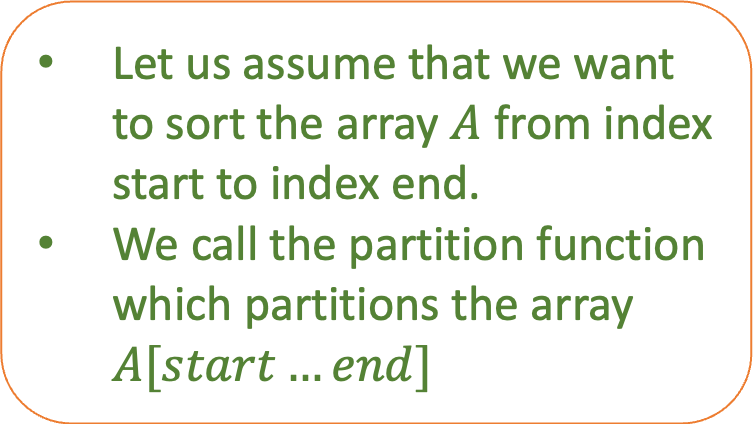 • Let us assume that we want
to sort the array A from index
start to index end.
• We call the partition function
which partitions the array
A[start … end]